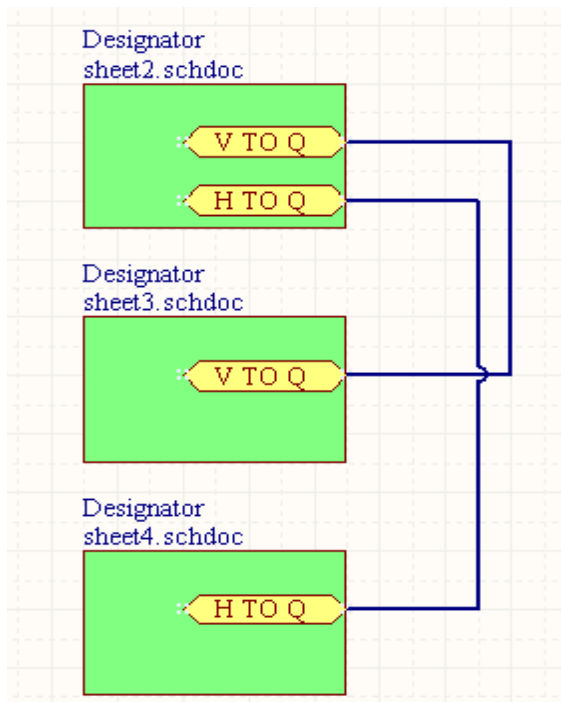 Designator
sheet2.schdoc
V TO Q
H TO Q
Designator
sheet3.schdoc
V TO Q
Designator
sheet4.schdoc
H TO Q